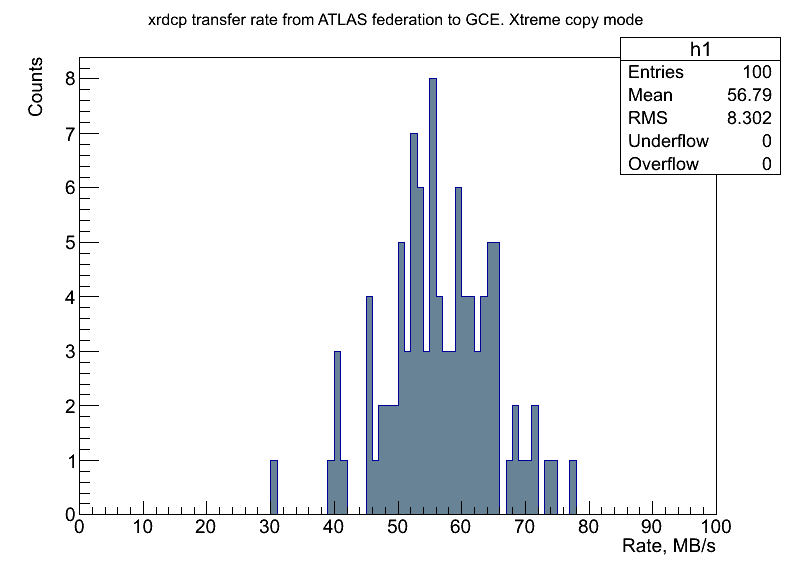 xrdcp transfer rate from ATLAS federation to GCE. Xtreme copy mode
h1
Entries 100
Mean 56.79
RMS 8.302
Underflow 0
Overflow 0
Counts
8
7
6
5
4
3
2
1
0
0 10 20 30 40 50 60 70 80 90 100
Rate, MB/s